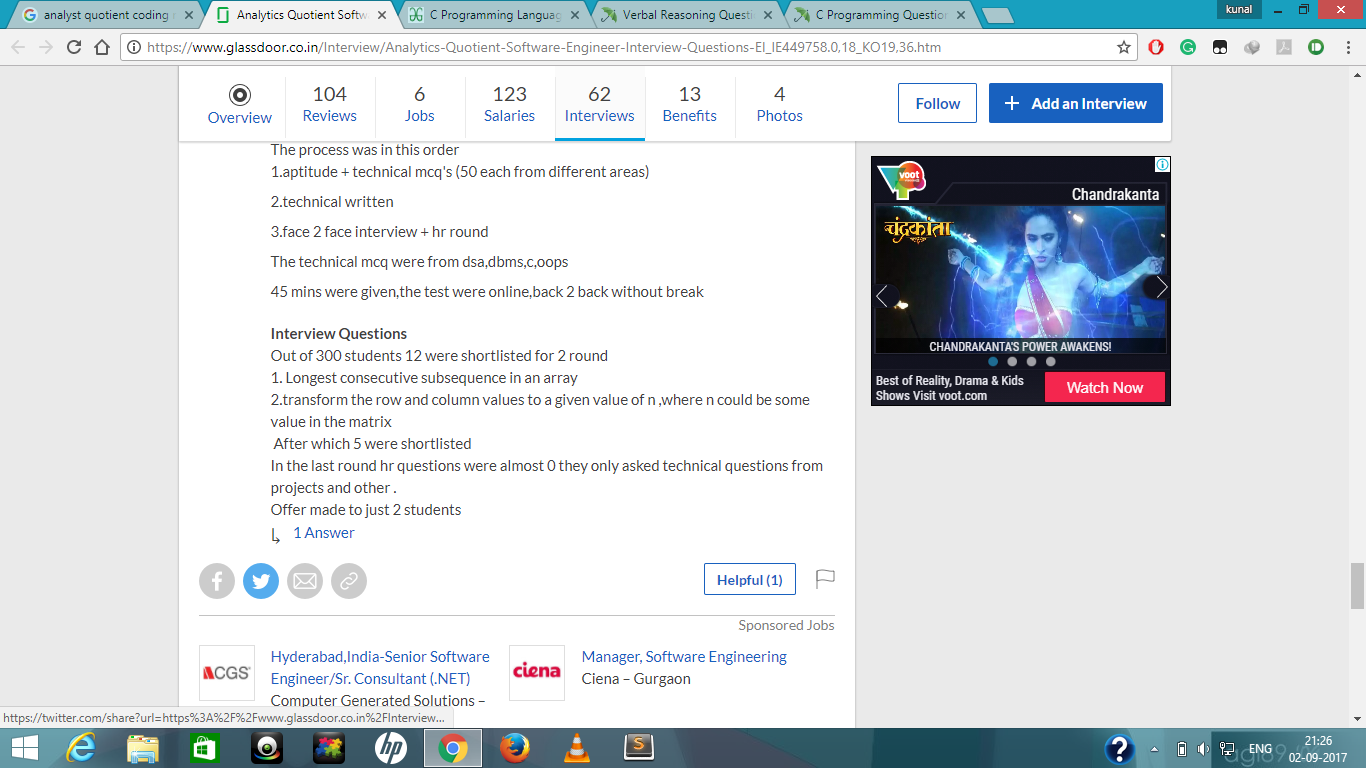 analyst quotient coding
Analytics Quotient Softw
C Programming Languag
Verbal Reasoning Questi
C Programming Question
kunal
https://www.glassdoor.co.in/Interview/Analytics-Quotient-Software-Engineer-Interview-Questions-EI_IE449758.0,18_KO19,36.htm
Overview
104 Reviews
6 Jobs
123 Salaries
62 Interviews
13 Benefits
4 Photos
Follow
+ Add an Interview
The process was in this order
1.aptitude + technical mcq's (50 each from different areas)
2.technical written
3.face 2 face interview + hr round
The technical mcq were from dsa,dbms,c,oops
45 mins were given,the test were online,back 2 back without break
Interview Questions
Out of 300 students 12 were shortlisted for 2 round
1. Longest consecutive subsequence in an array
2.transform the row and column values to a given value of n ,where n could be some
value in the matrix
After which 5 were shortlisted
In the last round hr questions were almost 0 they only asked technical questions from
projects and other .
Offer made to just 2 students
1 Answer
Helpful (1)
Sponsored Jobs
CGS
Hyderabad,India-Senior Software
Engineer/Sr. Consultant (.NET)
Computer Generated Solutions –
ciena
Manager, Software Engineering
Ciena – Gurgaon
voot
Chandrakanta
चंद्रकांता
CHANDRAKANTA'S POWER AWAKENS!
Best of Reality, Drama & Kids
Shows Visit voot.com
Watch Now
https://twitter.com/share?url=https%3A%2F%2Fwww.glassdoor.co.in%2FInterview...
hp
S
?
ENG
21:26
02-09-2017